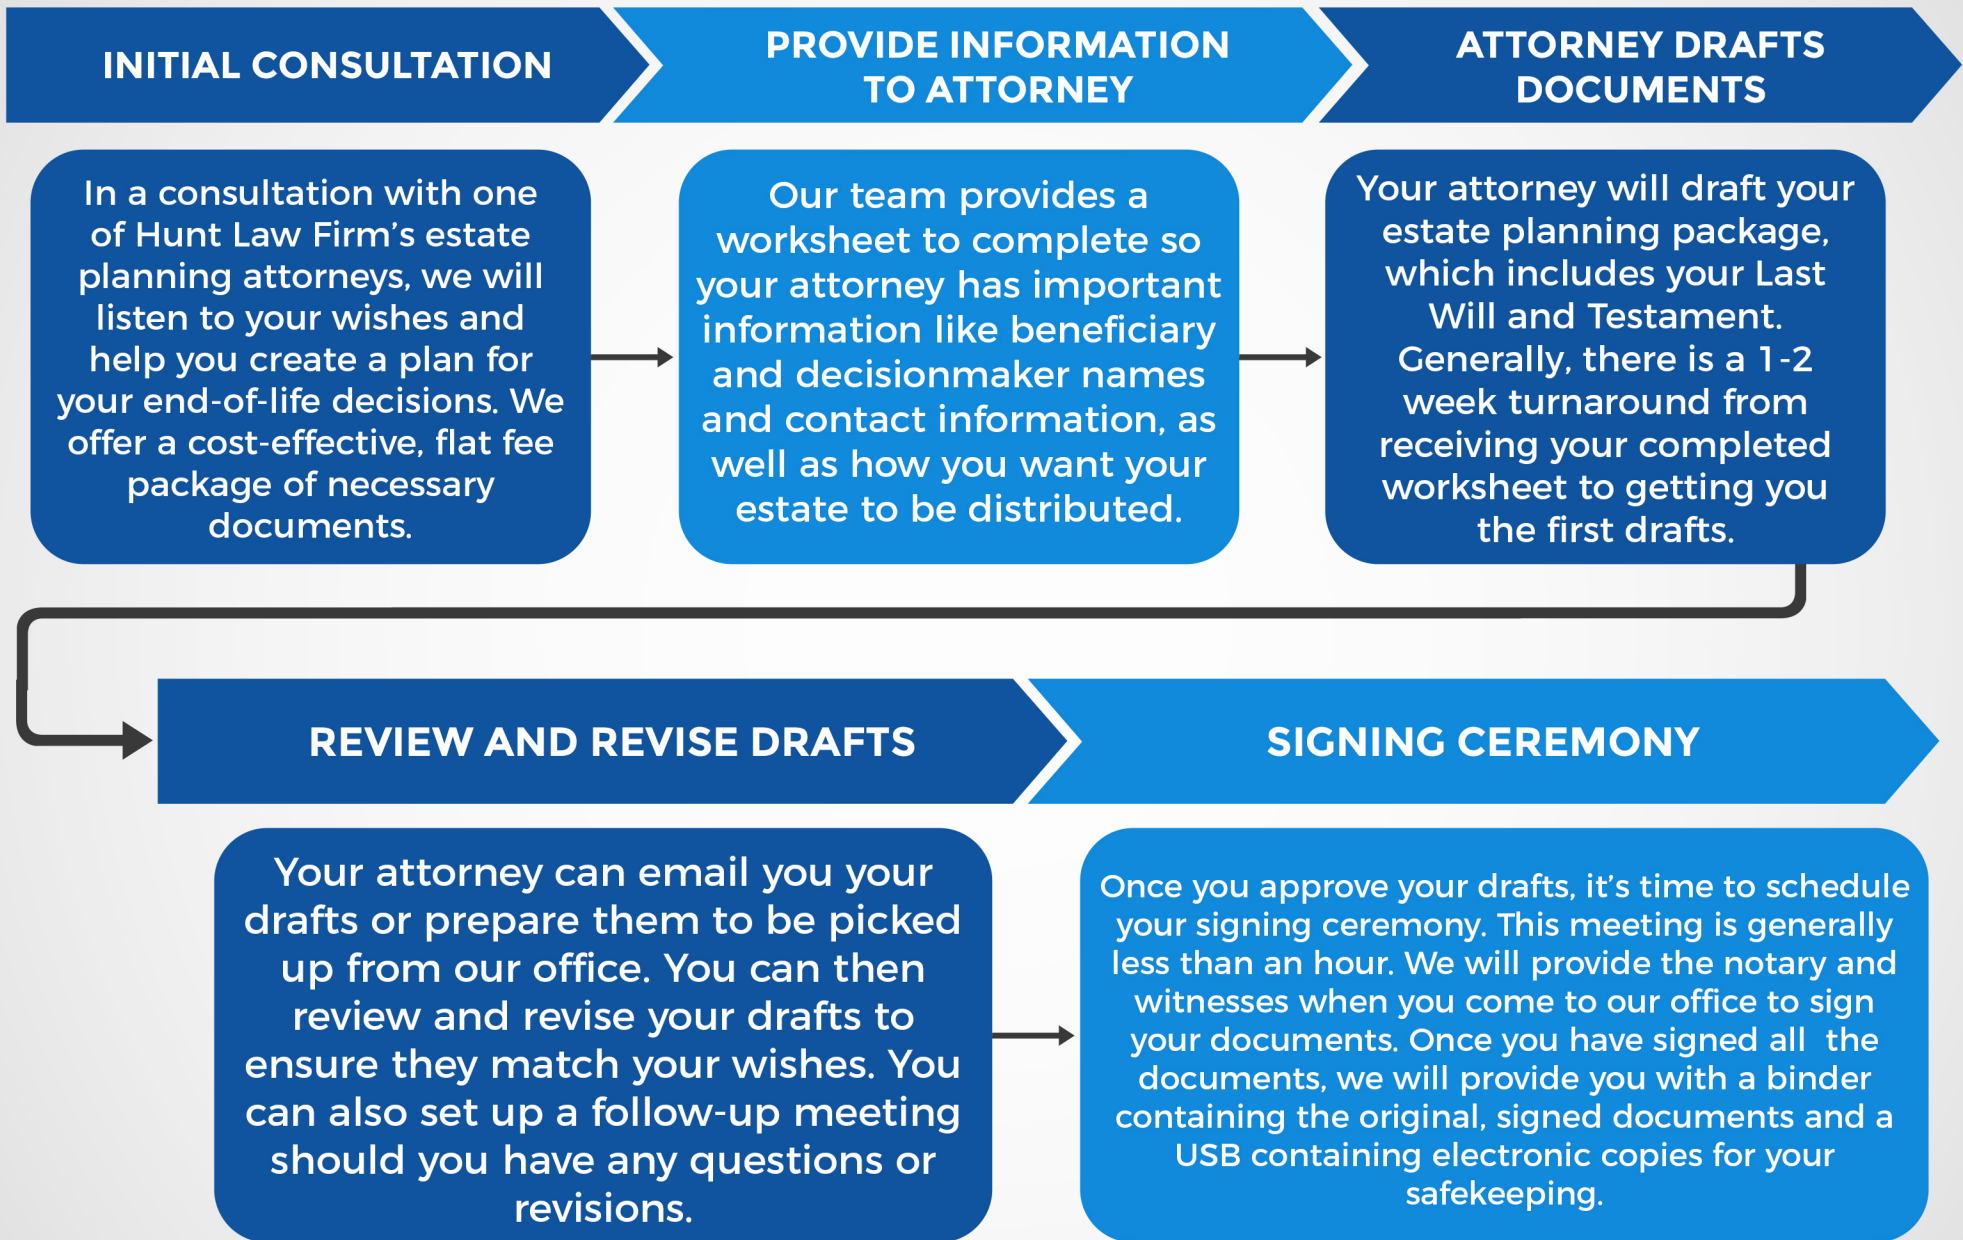 INITIAL CONSULTATION
PROVIDE INFORMATION
TO ATTORNEY
ATTORNEY DRAFTS
DOCUMENTS
In a consultation with one
of Hunt Law Firm's estate
planning attorneys, we will
listen to your wishes and
help you create a plan for
your end-of-life decisions. We
offer a cost-effective, flat fee
package of necessary
documents.
Our team provides a
worksheet to complete so
your attorney has important
information like beneficiary
and decisionmaker names
and contact information, as
well as how you want your
estate to be distributed.
Your attorney will draft your
estate planning package,
which includes your Last
Will and Testament.
Generally, there is a 1-2
week turnaround from
receiving your completed
worksheet to getting you
the first drafts.
REVIEW AND REVISE DRAFTS
SIGNING CEREMONY
Your attorney can email you your
drafts or prepare them to be picked
up from our office. You can then
review and revise your drafts to
ensure they match your wishes. You
can also set up a follow-up meeting
should you have any questions or
revisions.
Once you approve your drafts, it's time to schedule
your signing ceremony. This meeting is generally
less than an hour. We will provide the notary and
witnesses when you come to our office to sign
your documents. Once you have signed all  the
documents, we will provide you with a binder
containing the original, signed documents and a
USB containing electronic copies for your
safekeeping.